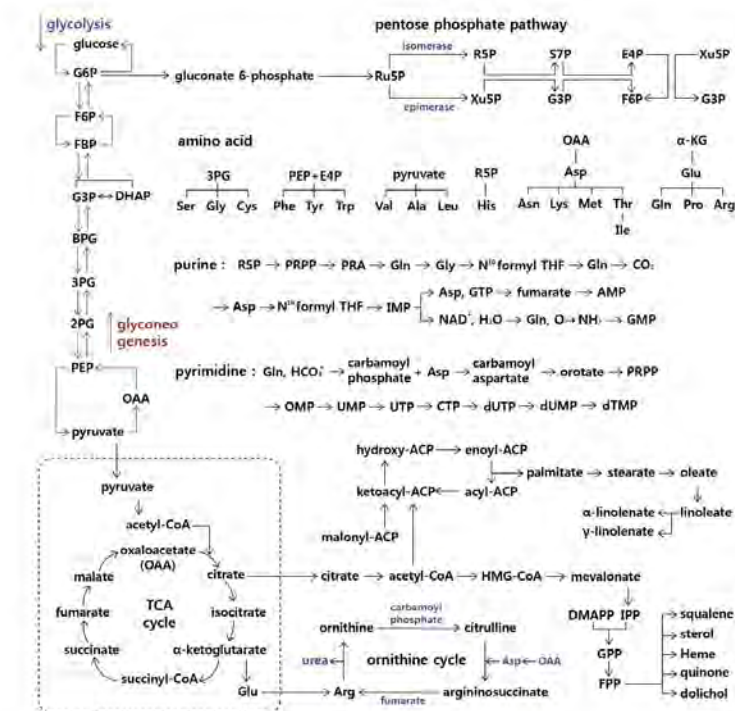 glycolysis
glucose
G6P
F6P
FBP
G3P DHAP
BPG
3PG
2PG
glyconeo
genesis
PEP
OAA
pyruvate
pentose phosphate pathway
gluconate 6-phosphate
Ru5P
isomerase
epimerase
R5P S7P E4P Xu5P
Xu5P G3P F6P G3P
amino acid
3PG
Ser Gly Cys
PEP+E4P
Phe Tyr Trp
pyruvate
Val Ala Leu
R5P
His
OAA
Asp
Asn Lys Met Thr
Ile
α-KG
Glu
Gln Pro Arg
purine : R5P → PRPP → PRA → Gln → Gly → N¹⁰ formyl THF → Gln → CO₂
→ Asp → N¹⁰ formyl THF → IMP
Asp, GTP → fumarate → AMP
NAD⁺, H₂O → Gln, O → NH₃ → GMP
pyrimidine : Gln, HCO₃⁻ → carbamoyl phosphate + Asp → carbamoyl aspartate → orotate → PRPP
→ OMP → UMP → UTP → CTP → dUTP → dUMP → dTMP
hydroxy-ACP → enoyl-ACP
ketoacyl-ACP ← acyl-ACP
malonyl-ACP
palmitate → stearate → oleate
α-linolenate ← linoleate
γ-linolenate
pyruvate
acetyl-CoA
oxaloacetate
(OAA)
citrate
isocitrate
α-ketoglutarate
succinyl-CoA
succinate
fumarate
malate
TCA
cycle
Glu
citrate → acetyl-CoA → HMG-CoA → mevalonate
DMAPP IPP
GPP
FPP
squalene
sterol
Heme
quinone
dolichol
carbamoyl
phosphate
ornithine → citrulline
urea
ornithine cycle
Asp ← OAA
Arg ← argininosuccinate
fumarate